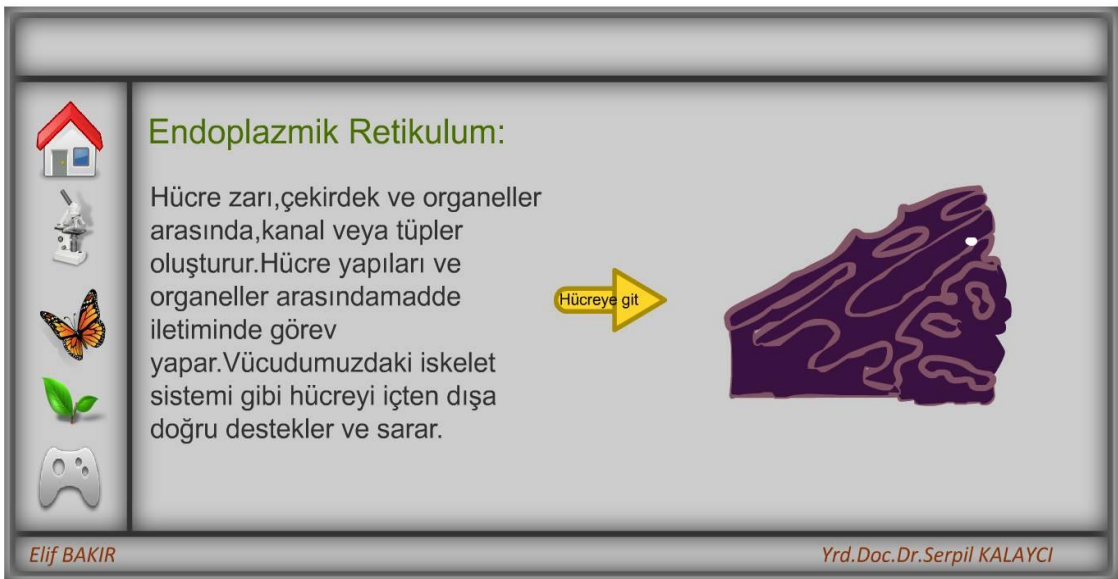 Endoplazmik Retikulum:
Hücre zarı,çekirdek ve organeller
arasında,kanal veya tüpler
oluşturur.Hücre yapıları ve
organeller arasındamadde
iletiminde görev
yapar.Vücudumuzdaki iskelet
sistemi gibi hücreyi içten dışa
doğru destekler ve sarar.
Hücreye git
Elif BAKIR
Yrd.Doc.Dr.Serpil KALAYCI